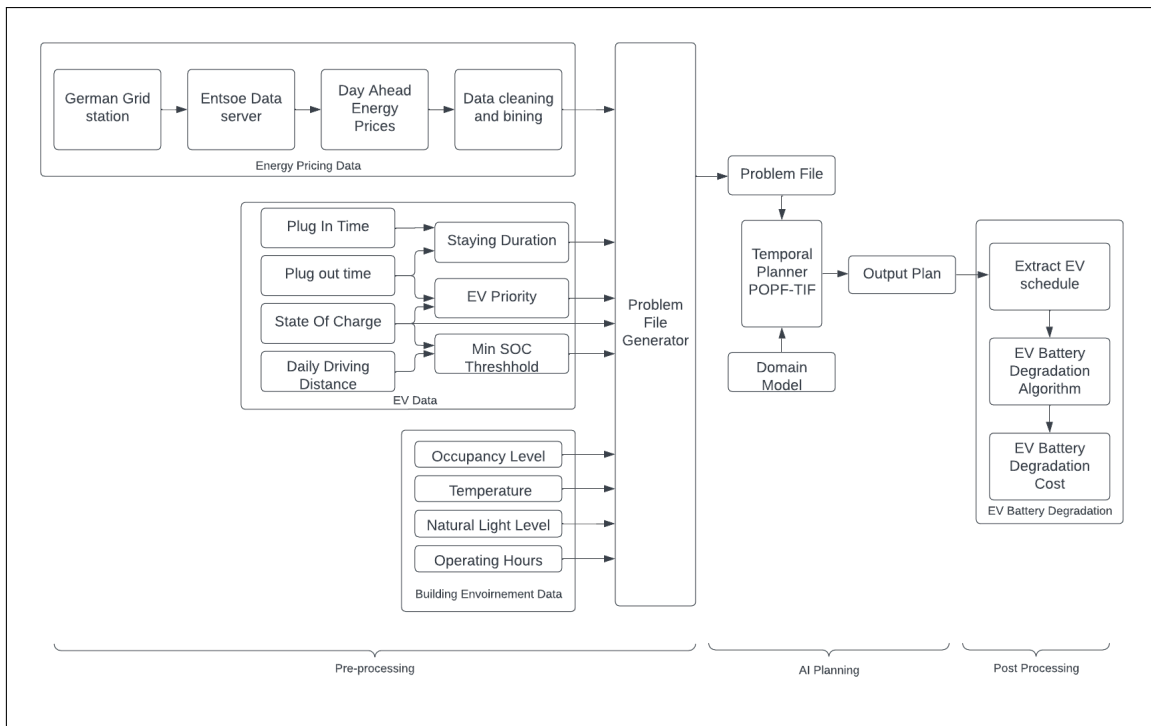 German Grid
station
Entsoe Data
server
Day Ahead
Energy
Prices
Data cleaning
and bining
Energy Pricing Data
Plug In Time
Plug out time
State Of Charge
Daily Driving
Distance
Staying Duration
EV Priority
Min SOC
Threshhold
EV Data
Occupancy Level
Temperature
Natural Light Level
Operating Hours
Building Envoirnement Data
Problem
File
Generator
Problem File
Temporal
Planner
POPF-TIF
Domain
Model
Output Plan
Extract EV
schedule
EV Battery
Degradation
Algorithm
EV Battery
Degradation
Cost
EV Battery Degradation
Pre-processing
AI Planning
Post Processing